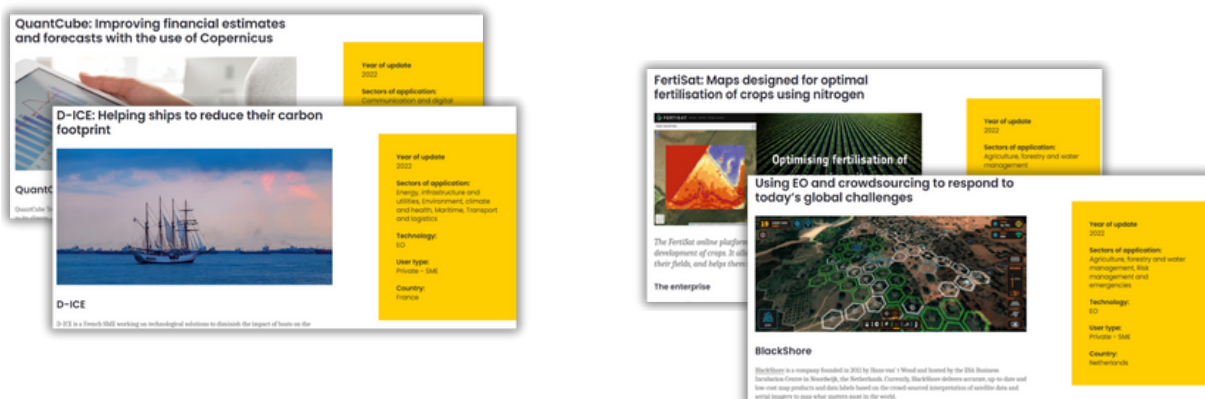 QuantCube: Improving financial estimates
and forecasts with the use of Copernicus
Year of update
2022
Sectors of application:
Communication and digital
D-ICE: Helping ships to reduce their carbon
footprint
Year of update
2022
Sectors of application:
Energy, infrastructure and
utilities, Environment, climate
and health, Maritime, Transport
and logistics
Technology:
EO
User type:
Private – SME
Country:
France
D-ICE
D-ICE is a French SME working on technological solutions to diminish the impact of boats on the
FertiSat: Maps designed for optimal
fertilisation of crops using nitrogen
FERTISAT
Optimising fertilisation of
Year of update
2022
Sectors of application:
Agriculture, forestry and water
management
The FertiSat online platform
development of crops. It
their fields, and helps them
The enterprise
Using EO and crowdsourcing to respond to
today's global challenges
Year of update
2022
Sectors of application:
Agriculture, forestry and water
management, Risk
management and
emergencies
Technology:
EO
User type:
Private – SME
Country:
Netherlands
BlackShore
BlackShore is a company founded in 2012 by Hans van' t Woud and hosted by the ESA Business
Incubation Centre in Noordwijk, the Netherlands. Currently, BlackShore delivers accurate, up-to-date and
low-cost map products and data labels based on the crowd-sourced interpretation of satellite data and
aerial imagery to map what matters most in the world.